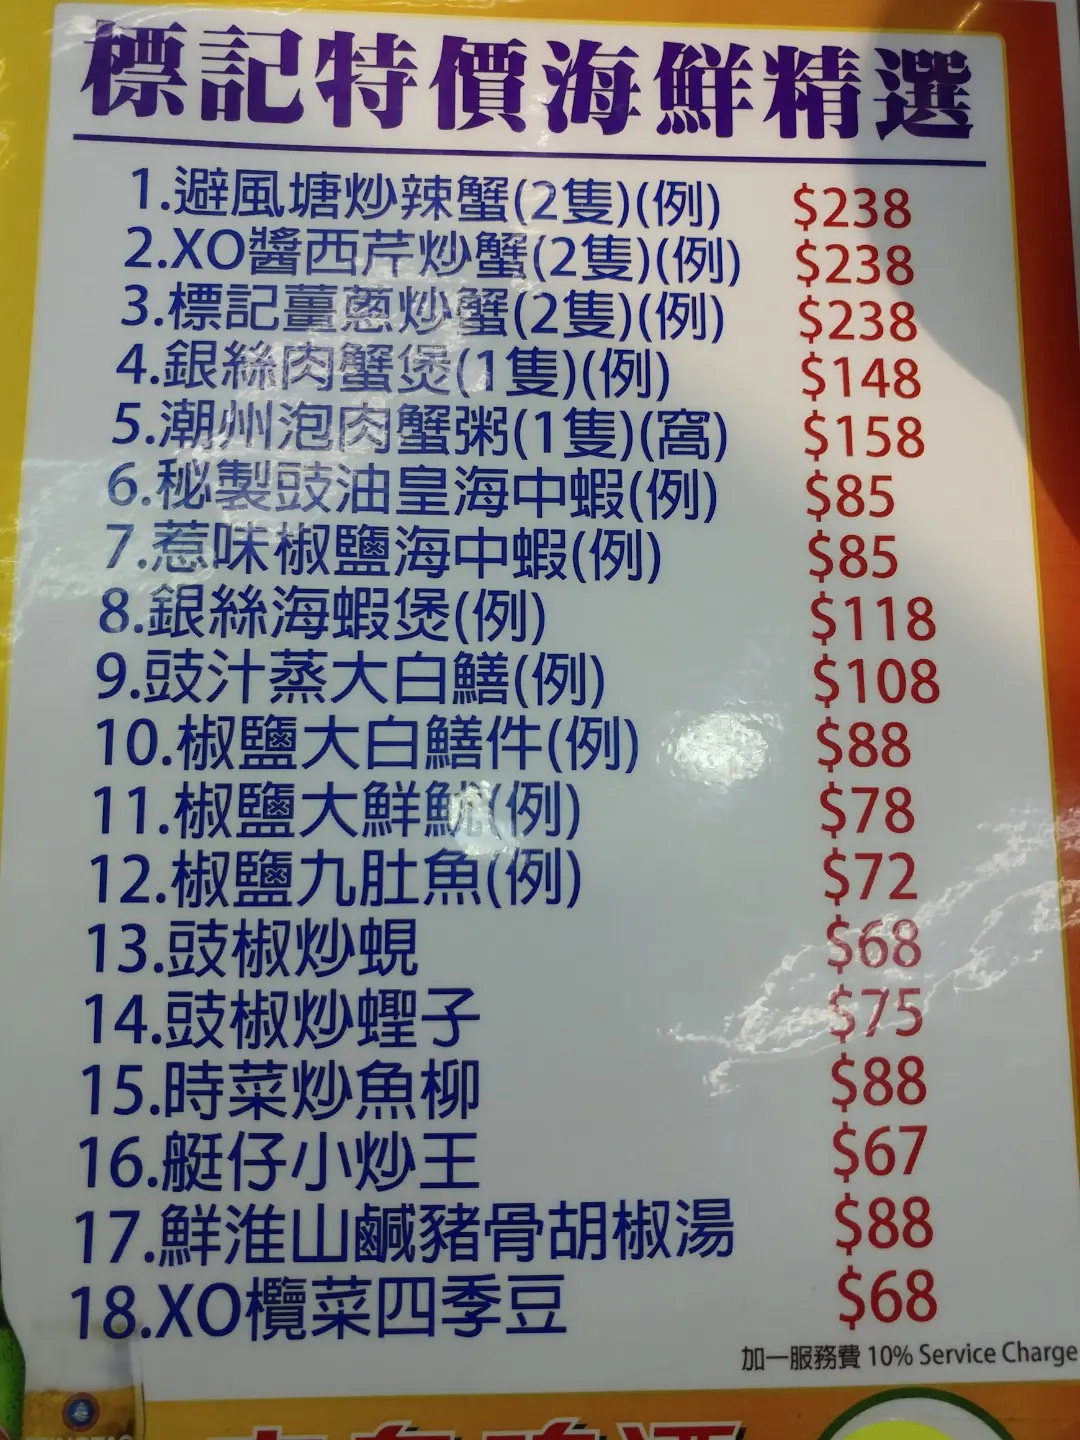 標記特價海鮮精選
1.避風塘炒辣蟹(2隻)(例) $238
2.XO醬西芹炒蟹(2隻)(例) $238
3.標記薑蔥炒蟹(2隻)(例) $238
4.銀絲肉蟹煲(1隻)(例) $148
5.潮州泡肉蟹粥(1隻)(窩) $158
6.秘製豉油皇海中蝦(例) $85
7.惹味椒鹽海中蝦(例) $85
8.銀絲海蝦煲(例) $118
9.豉汁蒸大白鱔(例) $108
10.椒鹽大白鱔件(例) $88
11.椒鹽大鮮魷(例) $78
12.椒鹽九肚魚(例) $72
13.豉椒炒蜆 $68
14.豉椒炒蟶子 $75
15.時菜炒魚柳 $88
16.艇仔小炒王 $67
17.鮮淮山鹹豬骨胡椒湯 $88
18.XO欖菜四季豆 $68
加一服務費 10% Service Charge